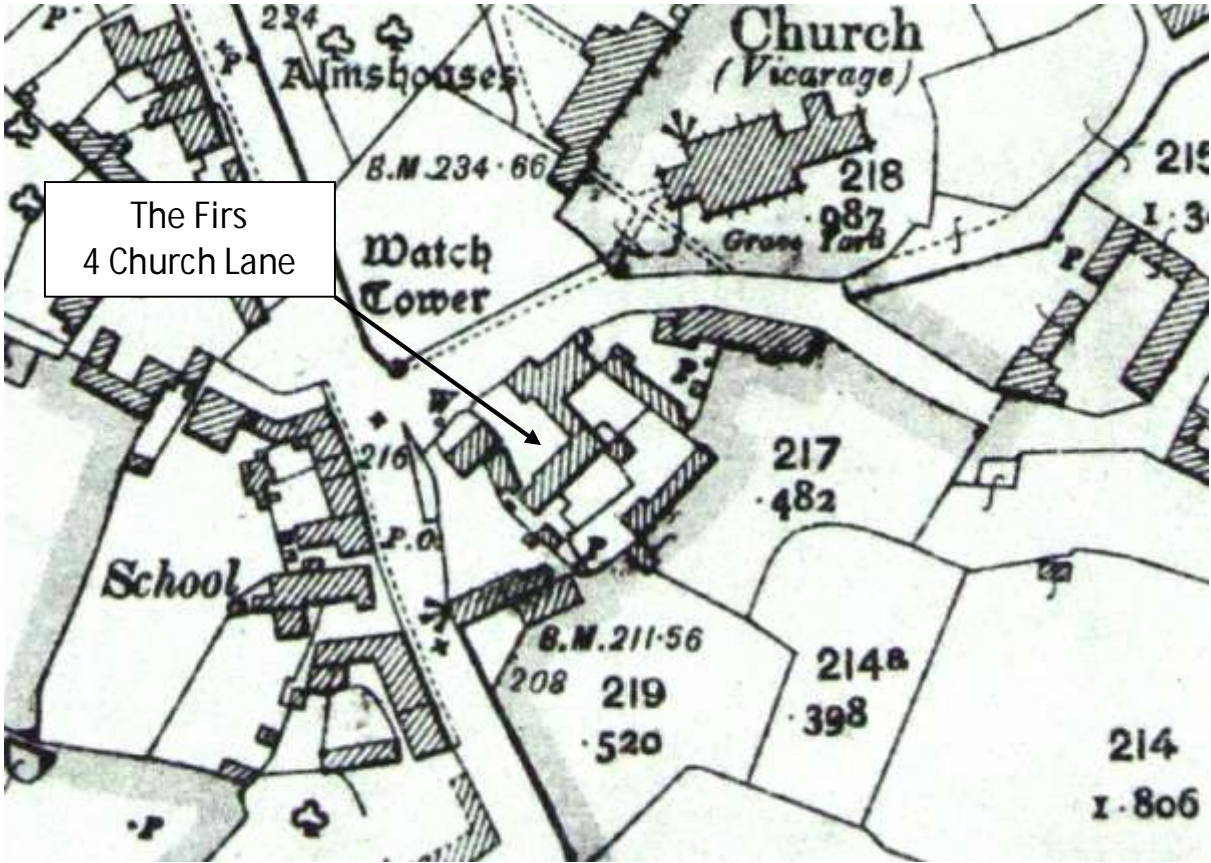 P
224
P
Almshouses
Church
(Vicarage)
B.M. 234·66
218
·987
Grave Yard
215
The Firs
4 Church Lane
Watch
Tower
P
W
P
216
217
·482
P.O.
P
School
B.M. 211·56
208
219
·520
214a
·398
214
1·806
P